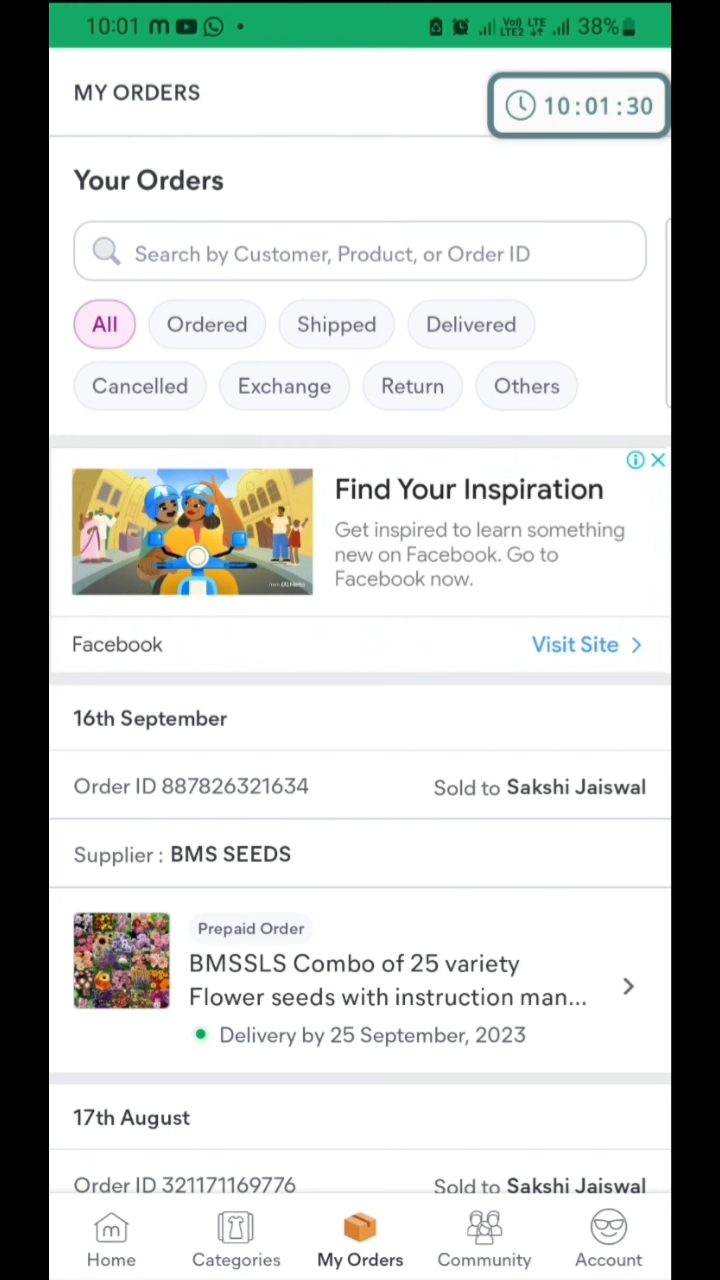 10:01
Vo)) LTE
LTE2
38%
MY ORDERS
10:01:30
Your Orders
Search by Customer, Product, or Order ID
All
Ordered
Shipped
Delivered
Cancelled
Exchange
Return
Others
Find Your Inspiration
Get inspired to learn something
new on Facebook. Go to
Facebook now.
Facebook
Visit Site
16th September
Order ID 887826321634
Sold to Sakshi Jaiswal
Supplier : BMS SEEDS
Prepaid Order
BMSSLS Combo of 25 variety
Flower seeds with instruction man...
Delivery by 25 September, 2023
17th August
Order ID 321171169776
Sold to Sakshi Jaiswal
Home
Categories
My Orders
Community
Account